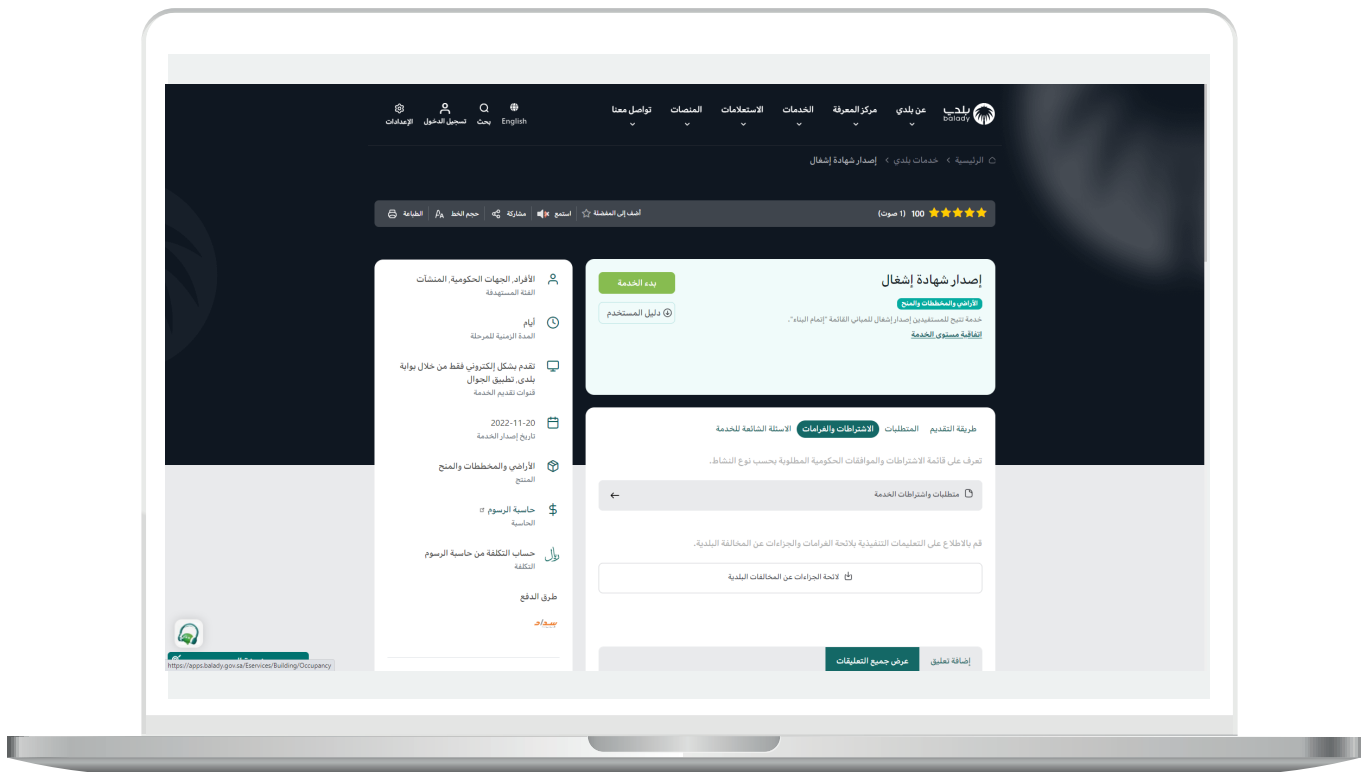 بلدي
balady
عن بلدي
مركز المعرفة
الخدمات
الاستعلامات
المنصات
تواصل معنا
English
بحث
تسجيل الدخول
الإعدادات
الرئيسية > خدمات بلدي > إصدار شهادة إشغال
100 (1 صوت)
أضف إلى المفضلة
استمع
مشاركة
حجم الخط
الطباعة
إصدار شهادة إشغال
الأراضي والمخططات والمنح
خدمة تتيح للمستفيدين إصدار إشغال للمباني القائمة "إتمام البناء".
اتفاقية مستوى الخدمة
بدء الخدمة
دليل المستخدم
طريقة التقديم
المتطلبات
الاشتراطات والغرامات
الاسئلة الشائعة للخدمة
تعرف على قائمة الاشتراطات والموافقات الحكومية المطلوبة بحسب نوع النشاط.
متطلبات واشتراطات الخدمة
قم بالاطلاع على التعليمات التنفيذية بلائحة الغرامات والجزاءات عن المخالفة البلدية.
لائحة الجزاءات عن المخالفات البلدية
إضافة تعليق
عرض جميع التعليقات
الأفراد, الجهات الحكومية, المنشآت
الفئة المستهدفة
أيام
المدة الزمنية للمرحلة
تقدم بشكل إلكتروني فقط من خلال بوابة
بلدي, تطبيق الجوال
قنوات تقديم الخدمة
2022-11-20
تاريخ إصدار الخدمة
الأراضي والمخططات والمنح
المنتج
حاسبة الرسوم
الحاسبة
حساب التكلفة من حاسبة الرسوم
التكلفة
طرق الدفع
سداد
https://apps.balady.gov.sa/Eservices/Building/Occupancy